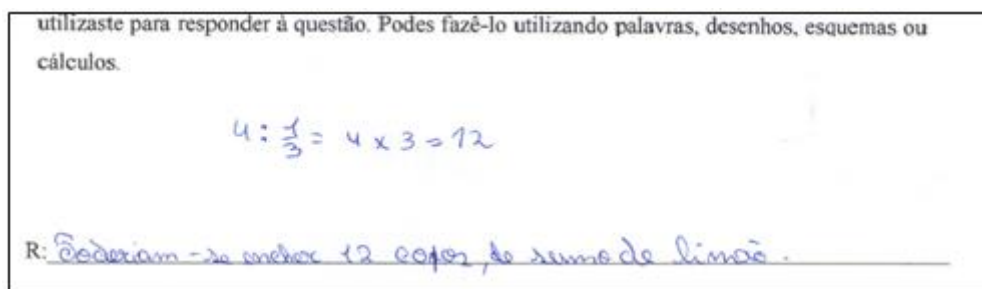 utilizaste para responder à questão. Podes fazê-lo utilizando palavras, desenhos, esquemas ou
cálculos.
4 : 1/3 = 4 x 3 = 12
R: Poderiam-se encher 12 copos, de sumo de limão.